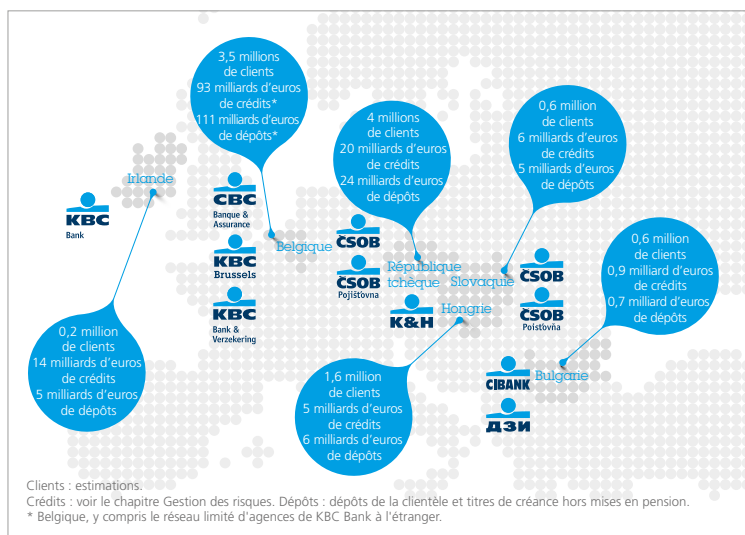 3,5 millions
de clients
93 milliards d'euros
de crédits*
111 milliards d'euros
de dépôts*
4 millions
de clients
20 milliards d'euros
de crédits
24 milliards d'euros
de dépôts
0,6 million
de clients
6 milliards d'euros
de crédits
5 milliards d'euros
de dépôts
Irlande
KBC
Bank
CBC
Banque &
Assurance
KBC
Brussels
KBC
Bank &
Verzekering
Belgique
ČSOB
ČSOB
Pojišťovna
République
tchèque
Slovaquie
ČSOB
ČSOB
Poisťovňa
K&H
Hongrie
0,6 million
de clients
0,9 milliard d'euros
de crédits
0,7 milliard d'euros
de dépôts
0,2 million
de clients
14 milliards d'euros
de crédits
5 milliards d'euros
de dépôts
1,6 million
de clients
5 milliards d'euros
de crédits
6 milliards d'euros
de dépôts
CIBANK
ДЗИ
Bulgarie
Clients : estimations.
Crédits : voir le chapitre Gestion des risques. Dépôts : dépôts de la clientèle et titres de créance hors mises en pension.
* Belgique, y compris le réseau limité d'agences de KBC Bank à l'étranger.